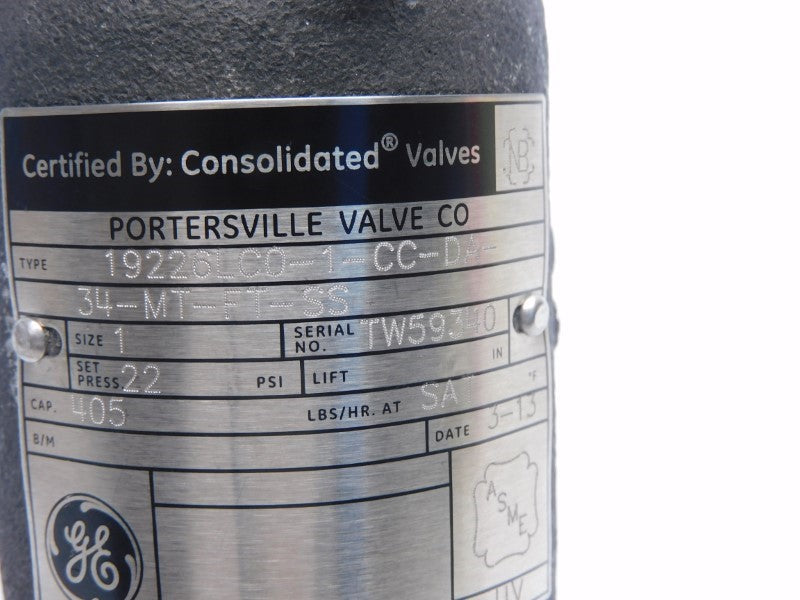 Certified By: Consolidated® Valves NB
PORTERSVILLE VALVE CO
TYPE 19226LCD-1-CC-DA-
34-MT-FT-SS
SIZE 1 SERIAL NO. TW59340
SET PRESS 22 PSI LIFT IN
CAP. 405 LBS/HR. AT SAT °F
B/M DATE 3-13
GE ASME
UV